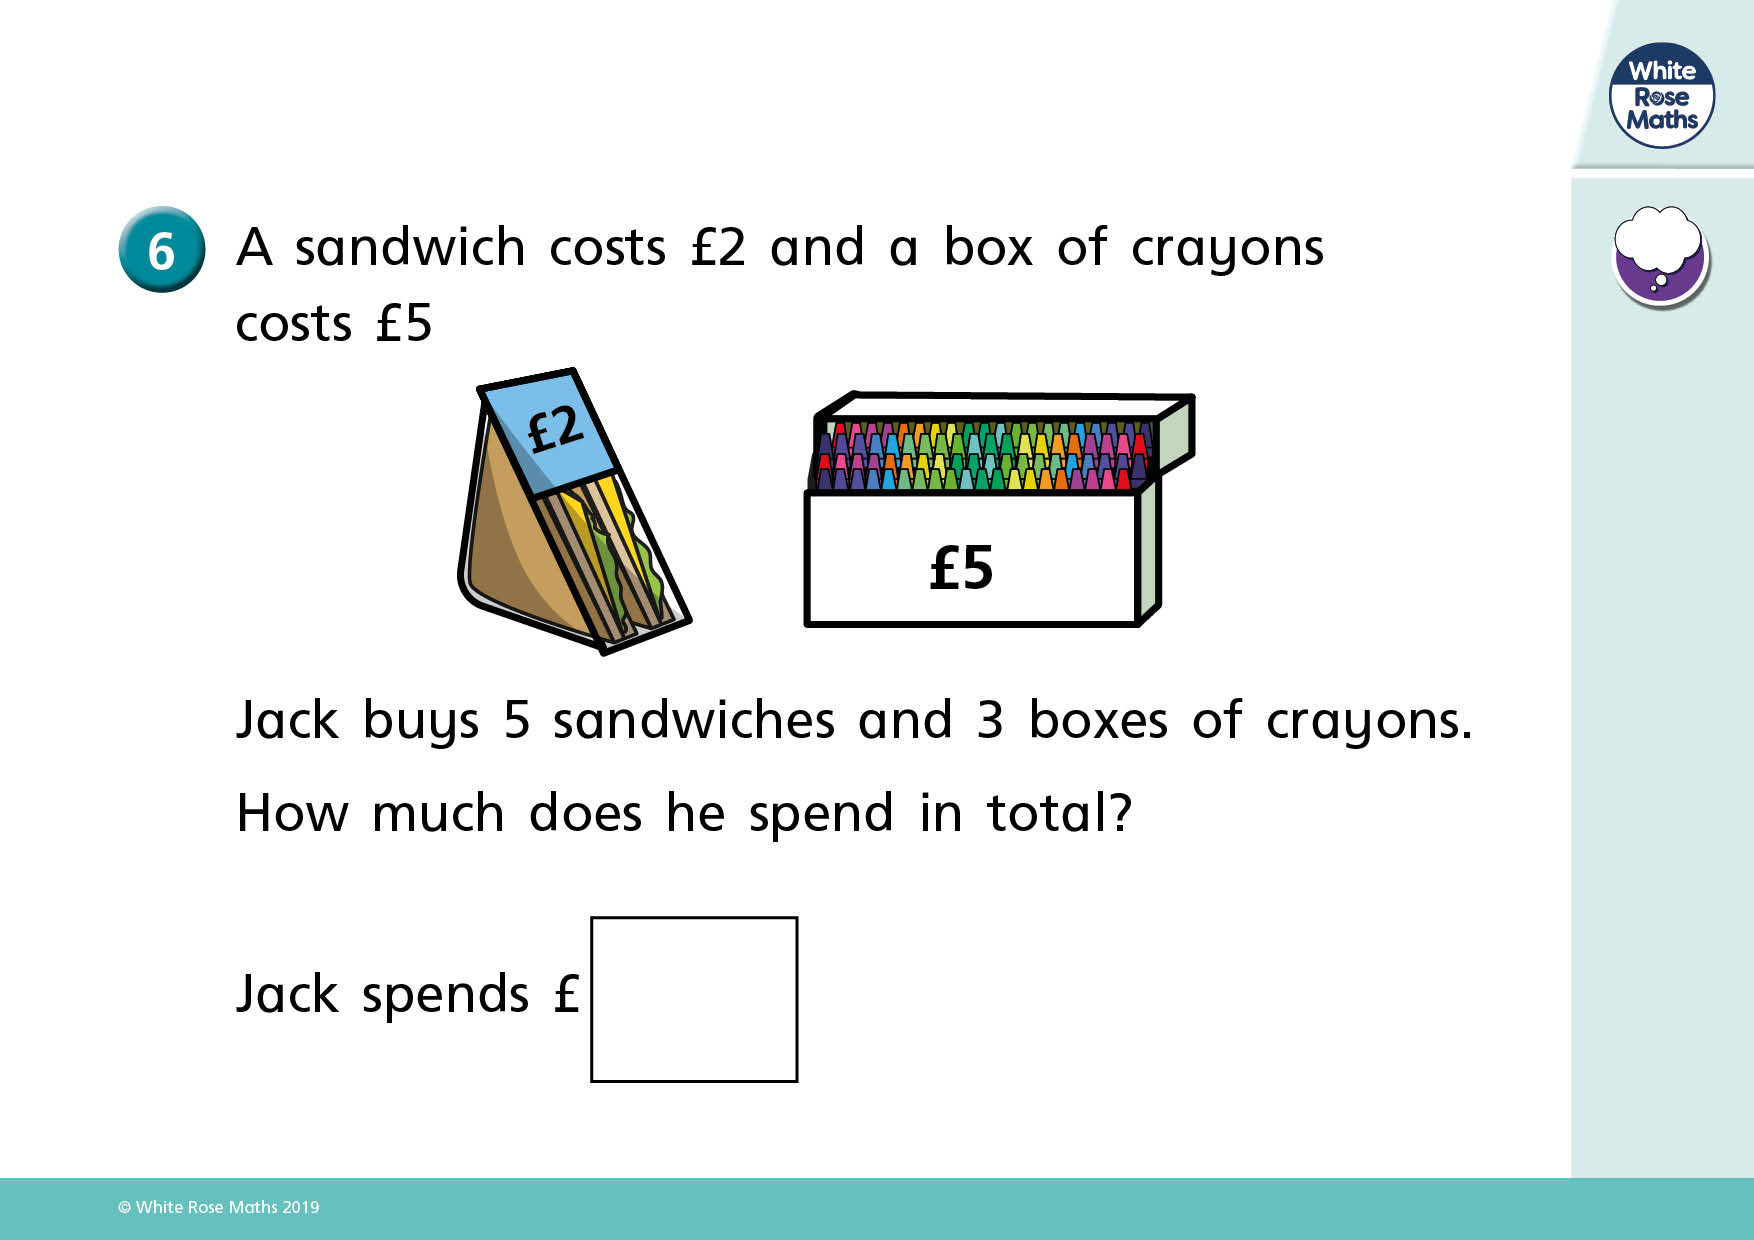 White
Rose
Maths
6
A sandwich costs £2 and a box of crayons
costs £5
£2
£5
Jack buys 5 sandwiches and 3 boxes of crayons.
How much does he spend in total?
Jack spends £
© White Rose Maths 2019